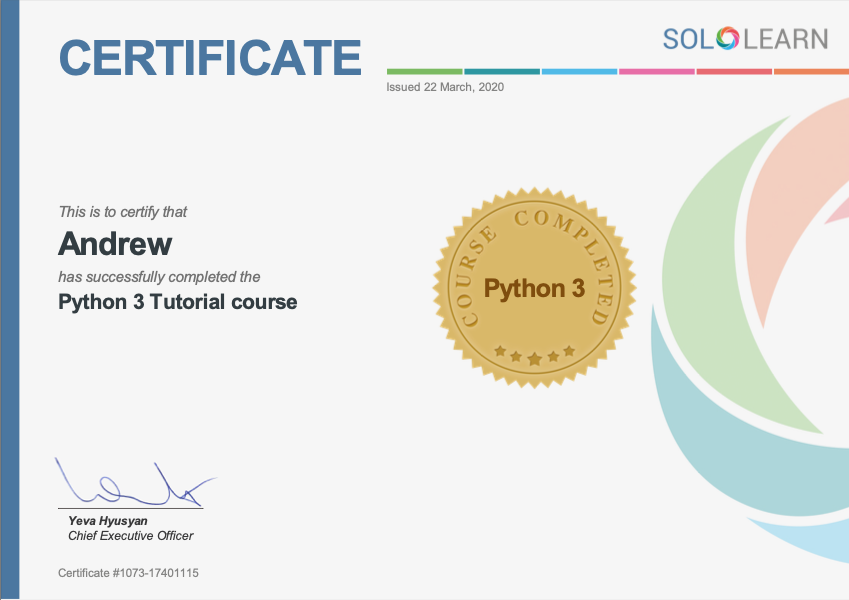 CERTIFICATE
SOLOLEARN
Issued 22 March, 2020
This is to certify that
Andrew
has successfully completed the
Python 3 Tutorial course
COURSE COMPLETED
Python 3
Yeva Hyusyan
Chief Executive Officer
Certificate #1073-17401115